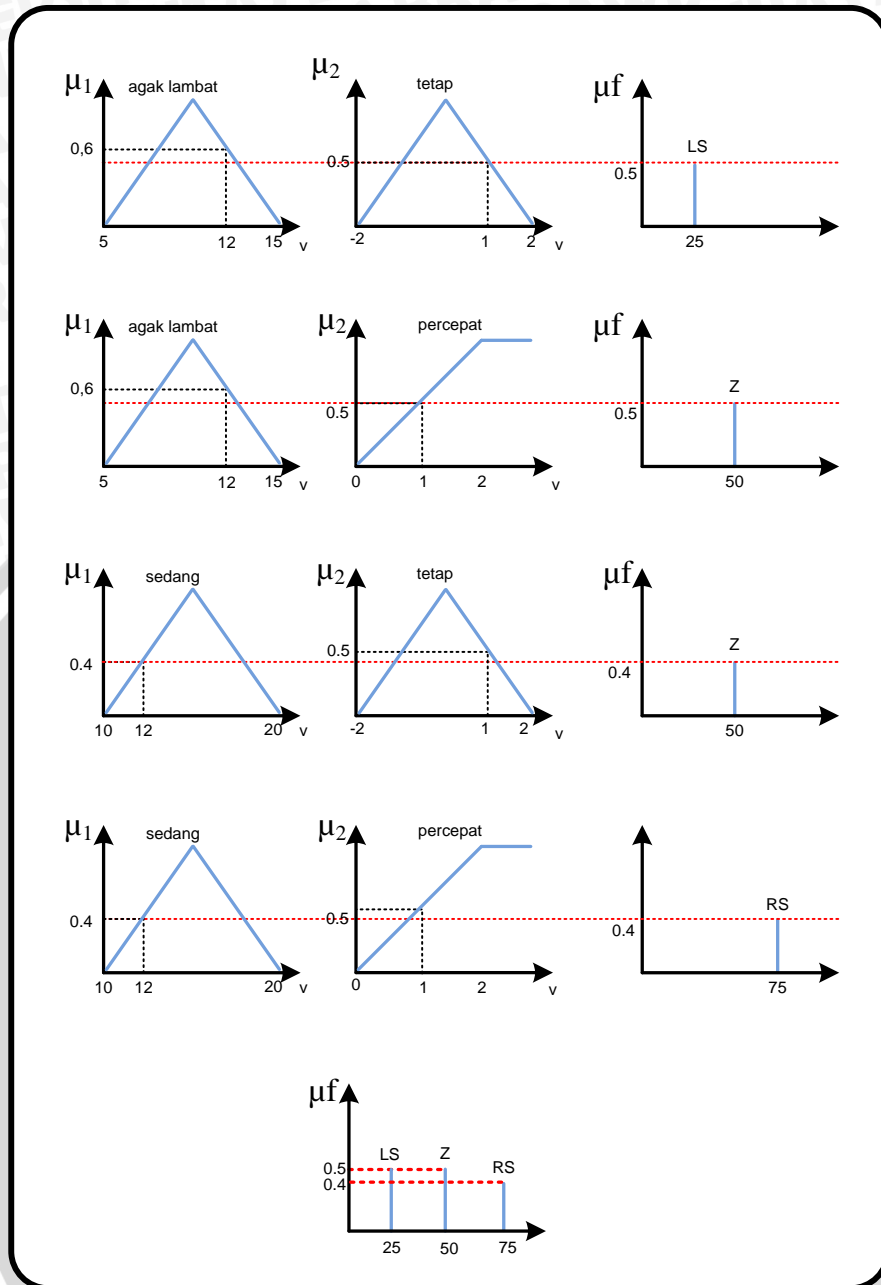 µ1 agak lambat
0,6
5 12 15 v
µ2 tetap
0.5
-2 1 2 v
µf
LS
0.5
25
µ1 agak lambat
0,6
5 12 15 v
µ2 percepat
0.5
0 1 2 v
µf
Z
0.5
50
µ1 sedang
0.4
10 12 20 v
µ2 tetap
0.5
-2 1 2 v
µf
Z
0.4
50
µ1 sedang
0.4
10 12 20 v
µ2 percepat
0.5
0 1 2 v
RS
0.4
75
µf
LS Z RS
0.5
0.4
25 50 75